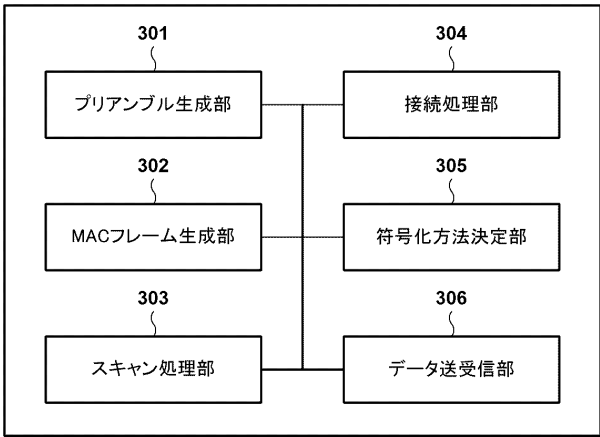 301
プリアンブル生成部
304
接続処理部
302
MACフレーム生成部
305
符号化方法決定部
303
スキャン処理部
306
データ送受信部